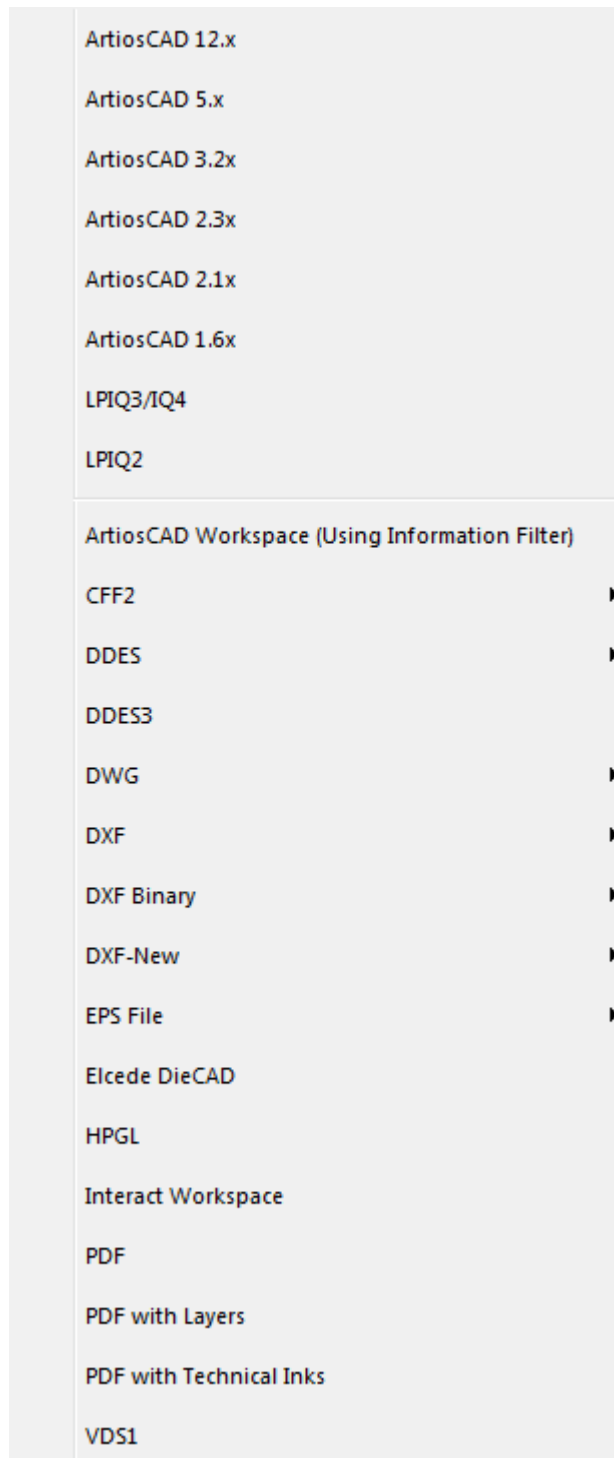 ArtiosCAD 12.x
ArtiosCAD 5.x
ArtiosCAD 3.2x
ArtiosCAD 2.3x
ArtiosCAD 2.1x
ArtiosCAD 1.6x
LPIQ3/IQ4
LPIQ2
ArtiosCAD Workspace (Using Information Filter)
CFF2
DDES
DDES3
DWG
DXF
DXF Binary
DXF-New
EPS File
Elcede DieCAD
HPGL
Interact Workspace
PDF
PDF with Layers
PDF with Technical Inks
VDS1